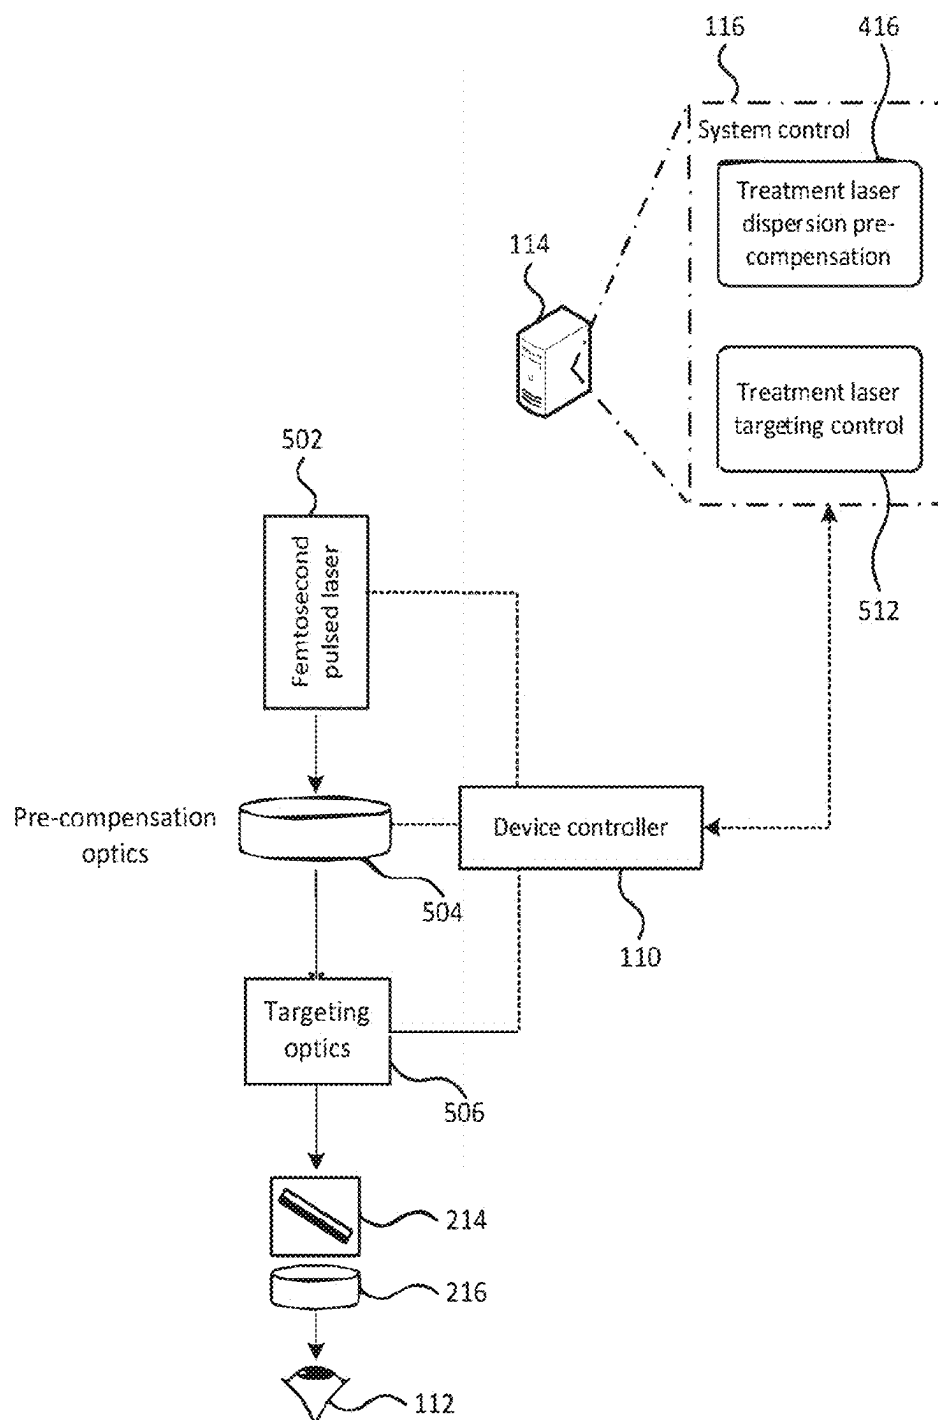 116
416
System control
Treatment laser
dispersion pre-
compensation
114
Treatment laser
targeting control
502
512
Femtosecond
pulsed laser
Pre-compensation
optics
Device controller
504
110
Targeting
optics
506
214
216
112